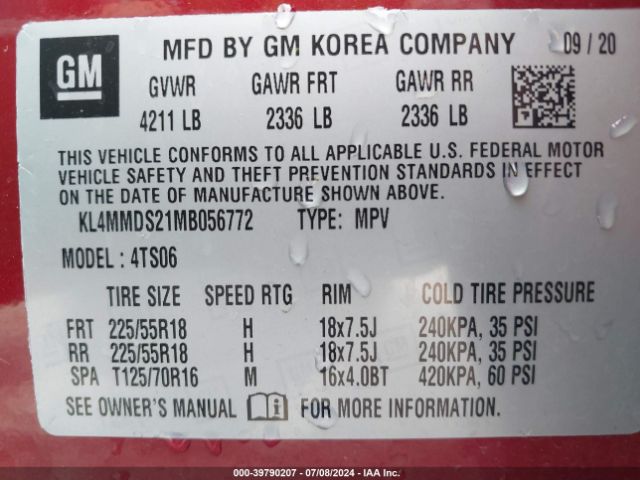 GM
MFD BY GM KOREA COMPANY 09/20
GVWR GAWR FRT GAWR RR
4211 LB 2336 LB 2336 LB
THIS VEHICLE CONFORMS TO ALL APPLICABLE U.S. FEDERAL MOTOR
VEHICLE SAFETY AND THEFT PREVENTION STANDARDS IN EFFECT
ON THE DATE OF MANUFACTURE SHOWN ABOVE.
KL4MMDS21MB056772 TYPE: MPV
MODEL: 4TS06
TIRE SIZE SPEED RTG RIM COLD TIRE PRESSURE
FRT 225/55R18 H 18x7.5J 240KPA, 35 PSI
RR 225/55R18 H 18x7.5J 240KPA, 35 PSI
SPA T125/70R16 M 16x4.0BT 420KPA, 60 PSI
SEE OWNER'S MANUAL FOR MORE INFORMATION.
000-39790207 - 07/08/2024 - IAA Inc.